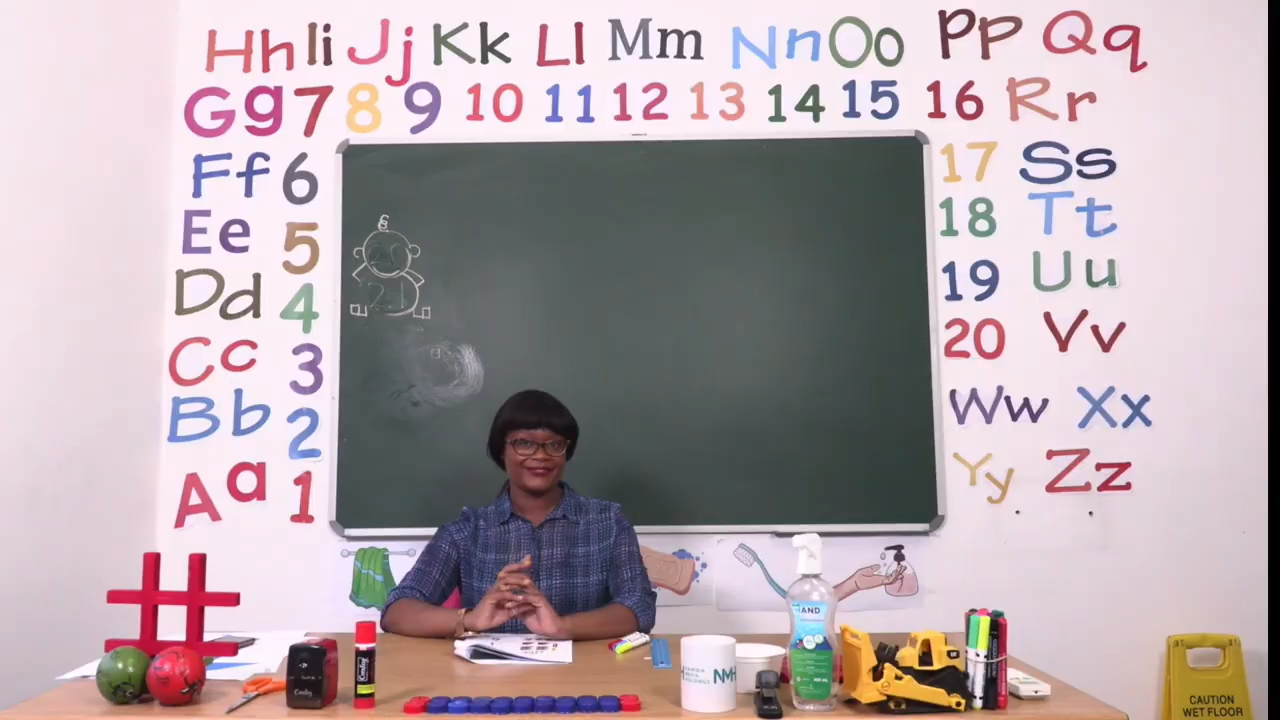 Hh Ii Jj Kk Ll Mm Nn Oo Pp Qq
Gg 7 8 9 10 11 12 13 14 15 16 Rr
Ff 6 17 Ss
Ee 5 18 Tt
Dd 4 19 Uu
Cc 3 20 Vv
Bb 2 Ww Xx
Aa 1 Yy Zz
21
HAND
NMH
CAUTION
WET FLOOR